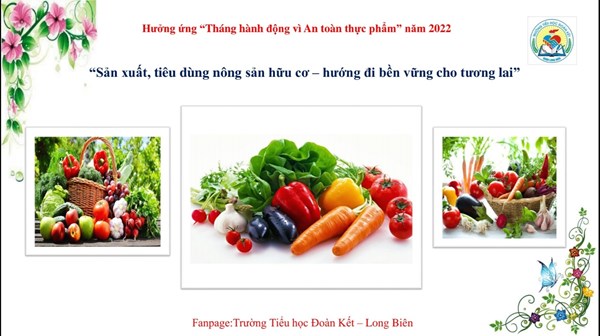 Hưởng ứng “Tháng hành động vì An toàn thực phẩm” năm 2022
“Sản xuất, tiêu dùng nông sản hữu cơ – hướng đi bền vững cho tương lai”
Fanpage:Trường Tiểu học Đoàn Kết – Long Biên